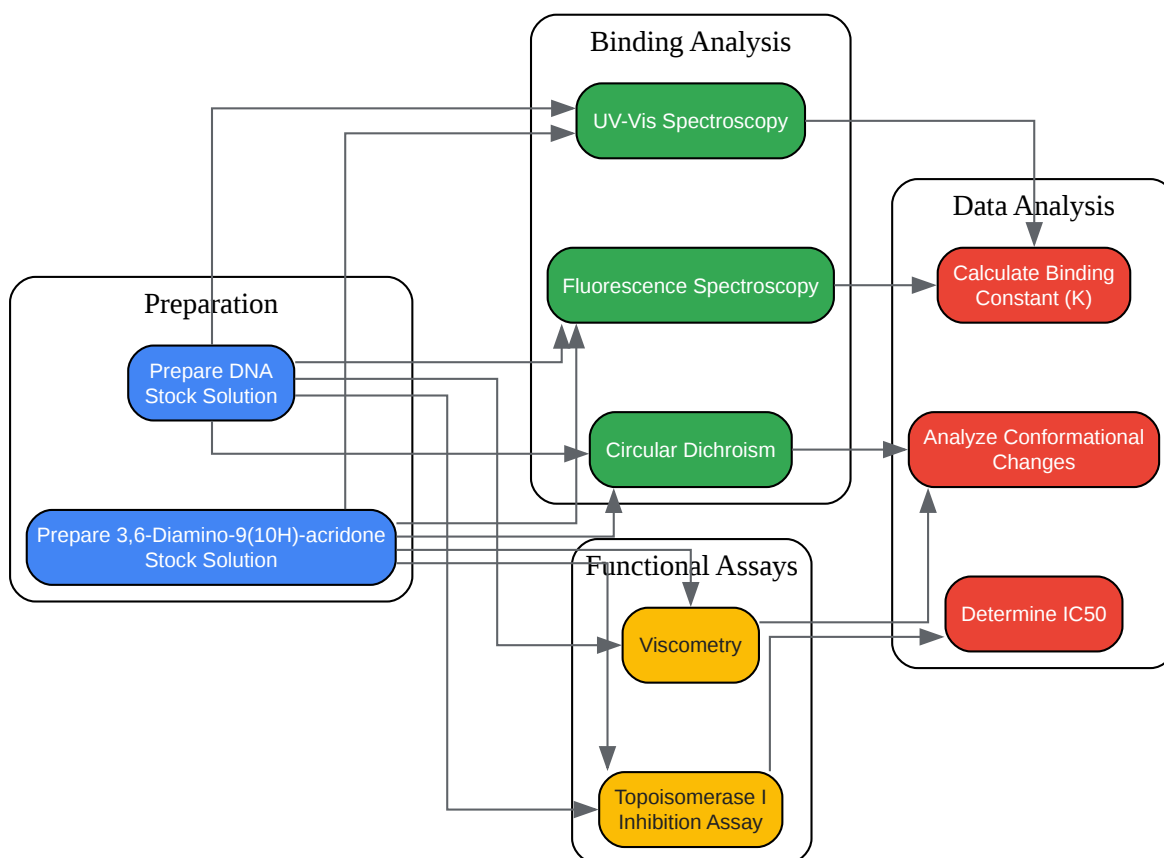 Binding Analysis
UV-Vis Spectroscopy
Fluorescence Spectroscopy
Circular Dichroism
Preparation
Prepare DNA
Stock Solution
Prepare 3,6-Diamino-9(10H)-acridone
Stock Solution
Functional Assays
Viscometry
Topoisomerase I
Inhibition Assay
Data Analysis
Calculate Binding
Constant (K)
Analyze Conformational
Changes
Determine IC50